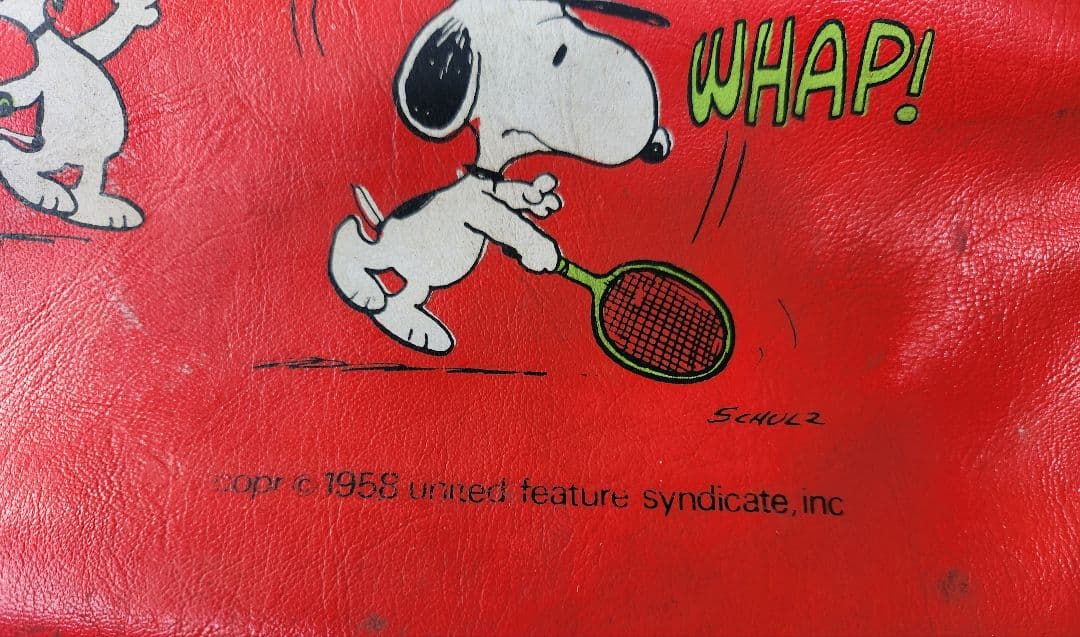 WHAP!
SCHULZ
copr © 1958 united feature syndicate, inc